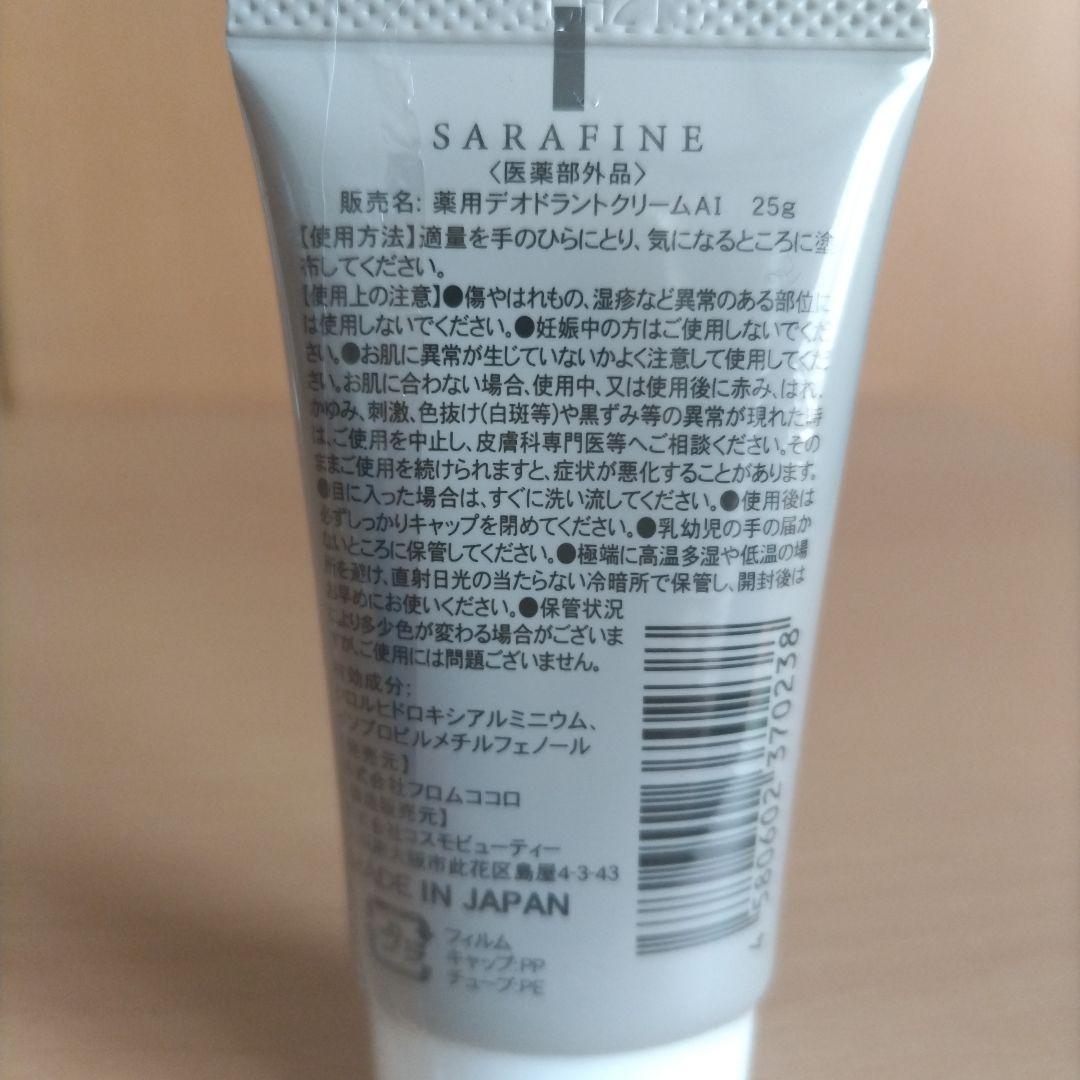 SARAFINE
〈医薬部外品〉
販売名: 薬用デオドラントクリームAI 25g
【使用方法】適量を手のひらにとり、気になるところに塗
布してください。
【使用上の注意】●傷やはれもの、湿疹など異常のある部位に
は使用しないでください。●妊娠中の方はご使用しないでくだ
さい。●お肌に異常が生じていないかよく注意して使用してくだ
さい。お肌に合わない場合、使用中、又は使用後に赤み、はれ、
かゆみ、刺激、色抜け(白斑等)や黒ずみ等の異常が現れた時
は、ご使用を中止し、皮膚科専門医等へご相談ください。その
ままご使用を続けられますと、症状が悪化することがあります。
●目に入った場合は、すぐに洗い流してください。●使用後は
必ずしっかりキャップを閉めてください。●乳幼児の手の届か
ないところに保管してください。●極端に高温多湿や低温の場
所を避け、直射日光の当たらない冷暗所で保管し、開封後は
お早めにお使いください。●保管状況
により多少色が変わる場合がございま
すが、ご使用には問題ございません。
有効成分;
クロルヒドロキシアルミニウム、
イソプロピルメチルフェノール
【発売元】
株式会社フロムココロ
【製造販売元】
株式会社コスモビューティー
大阪市此花区島屋4-3-43
MADE IN JAPAN
プラ
フィルム
キャップ:PP
チューブ:PE
4 580602 370238